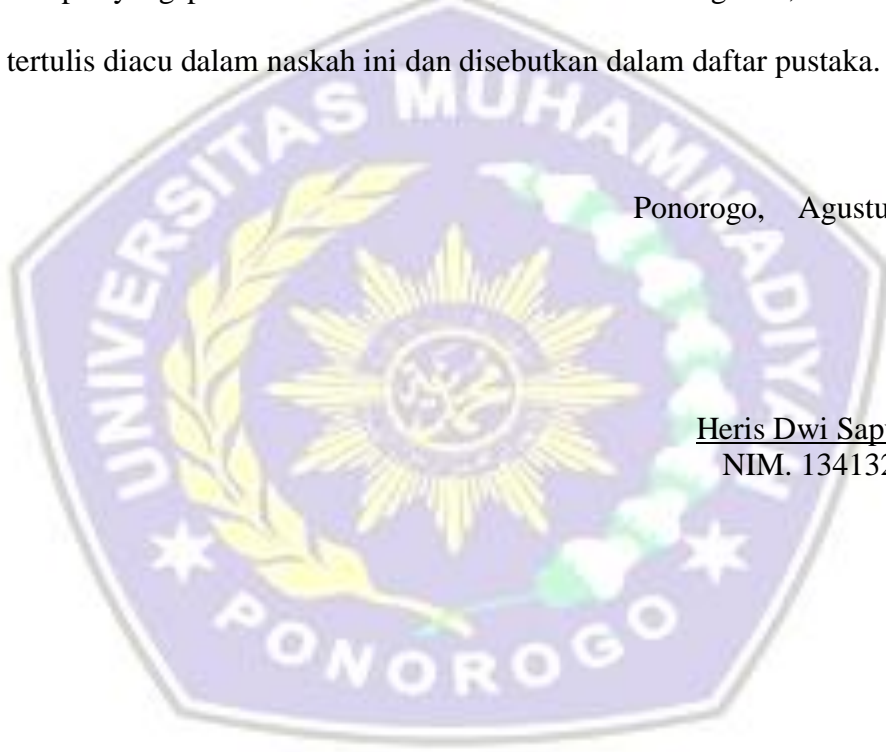 tertulis diacu dalam naskah ini dan disebutkan dalam daftar pustaka.
UNIVERSITAS MUHAMMADIYAH
Ponorogo, Agustu
Heris Dwi Sap
NIM. 13413
PONOROGO